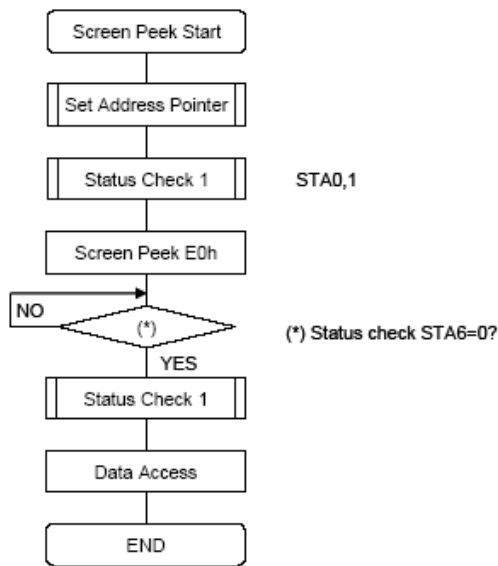 Screen Peek Start
Set Address Pointer
Status Check 1
STA0,1
Screen Peek E0h
NO
(*)
(*) Status check STA6=0?
YES
Status Check 1
Data Access
END